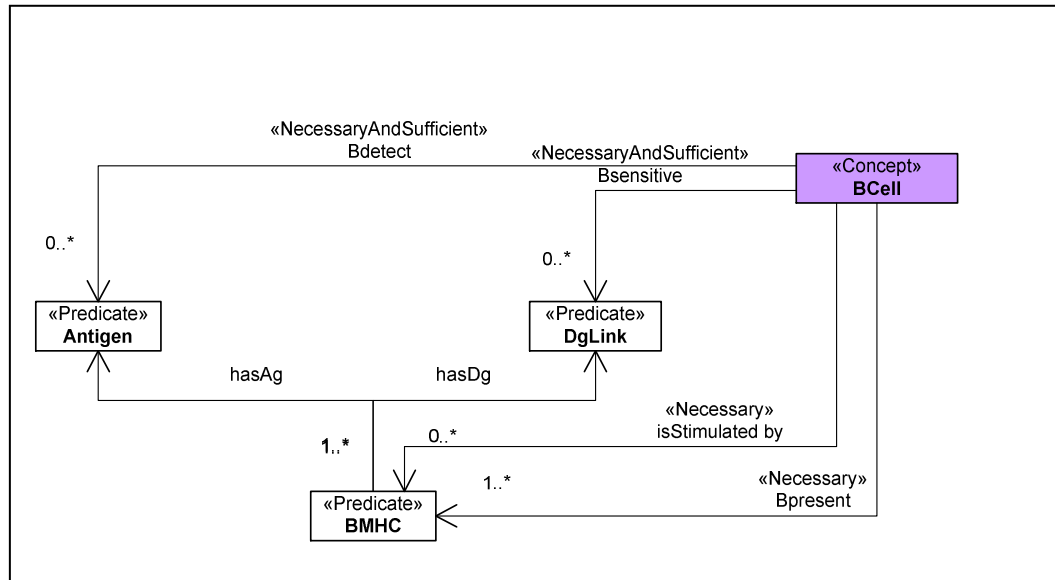 «NecessaryAndSufficient»
Bdetect
«NecessaryAndSufficient»
Bsensitive
«Concept»
BCell
0..*
0..*
«Predicate»
Antigen
«Predicate»
DgLink
hasAg
hasDg
«Necessary»
isStimulated by
1..*
0..*
«Necessary»
Bpresent
1..*
«Predicate»
BMHC